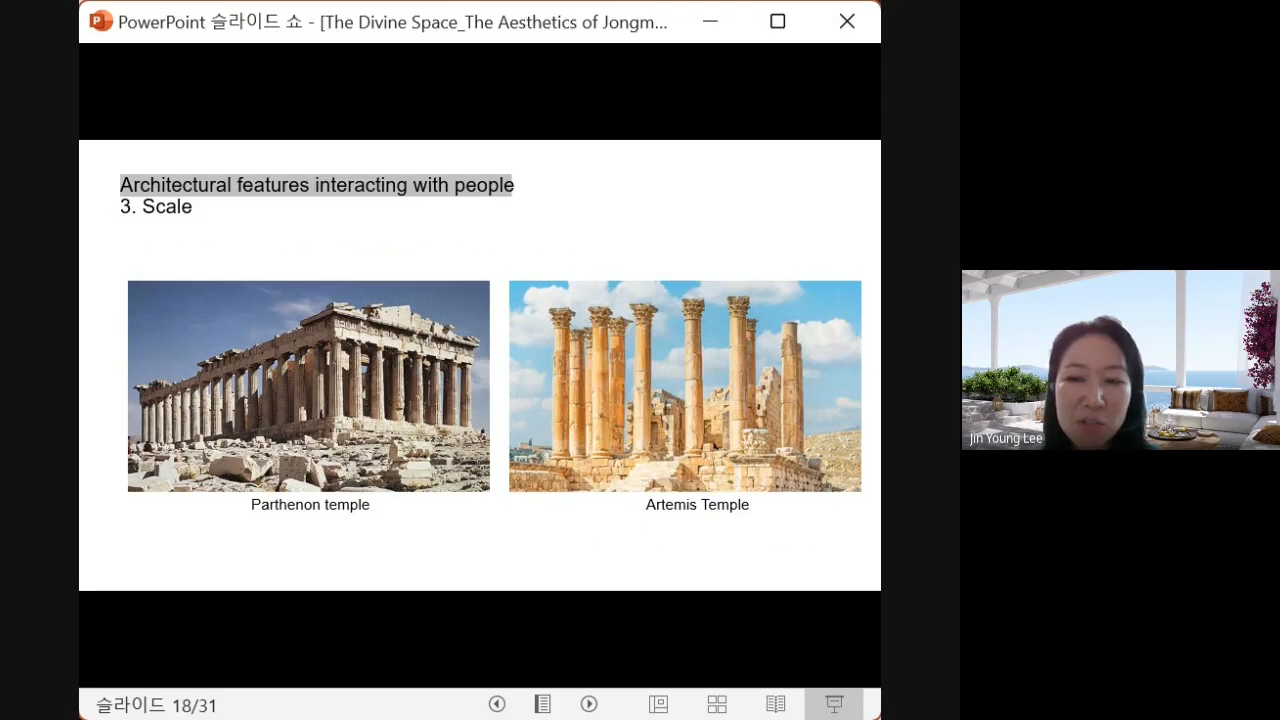 PowerPoint 슬라이드 쇼 - [The Divine Space_The Aesthetics of Jongm...
Architectural features interacting with people
3. Scale
Parthenon temple
Artemis Temple
Jin Young Lee
슬라이드 18/31